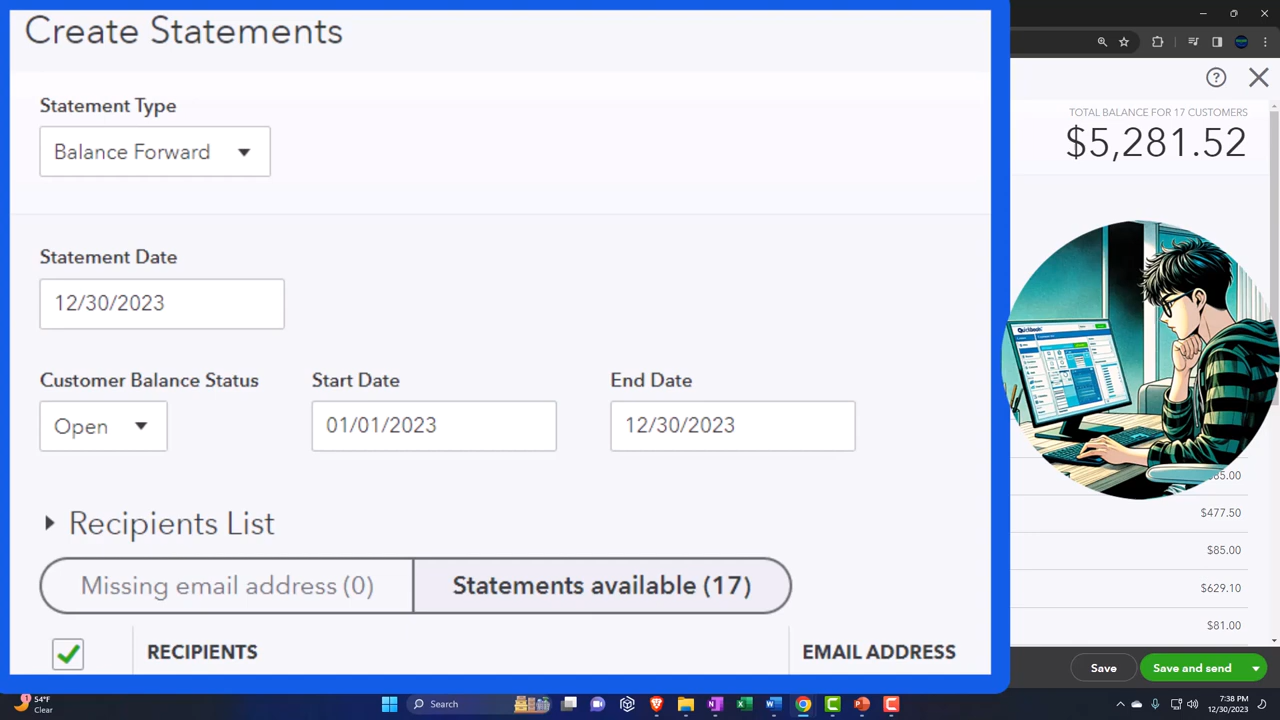 Create Statements
TOTAL BALANCE FOR 17 CUSTOMERS
$5,281.52
Statement Type
Balance Forward
Statement Date
12/30/2023
Customer Balance Status
Start Date
End Date
Open
01/01/2023
12/30/2023
Recipients List
$477.50
$85.00
$629.10
$81.00
Missing email address (0)
Statements available (17)
RECIPIENTS
EMAIL ADDRESS
Save
Save and send
54°F
Clear
Search
7:38 PM
12/30/2023